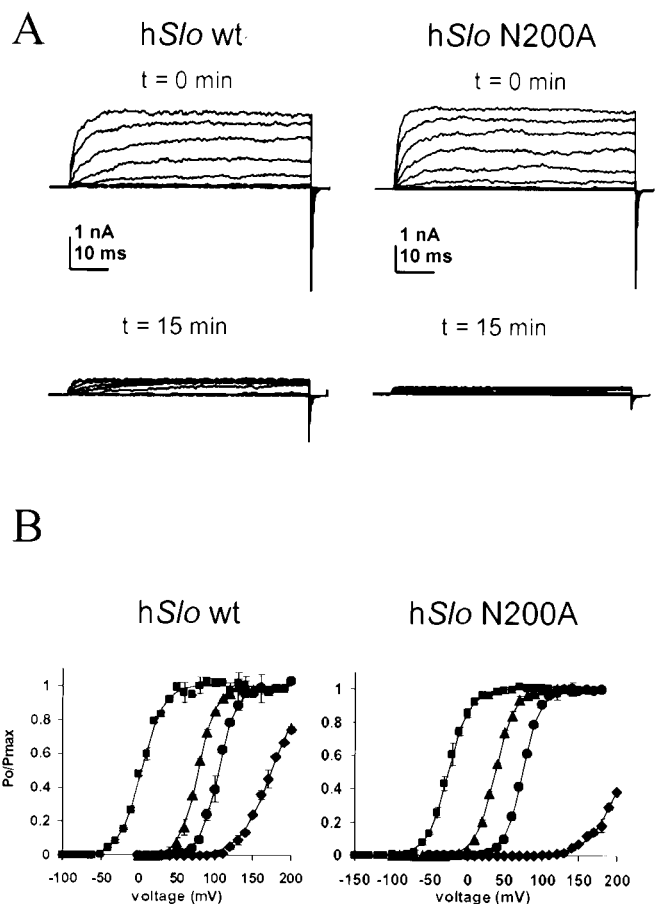 A
hSlo wt
hSlo N200A
t = 0 min
t = 0 min
1 nA
10 ms
1 nA
10 ms
t = 15 min
t = 15 min
B
hSlo wt
hSlo N200A
Po/Pmax
1
0.8
0.6
0.4
0.2
0
-100 -50 0 50 100 150 200
voltage (mV)
1
0.8
0.6
0.4
0.2
0
-150 -100 -50 0 50 100 150 200
voltage (mV)